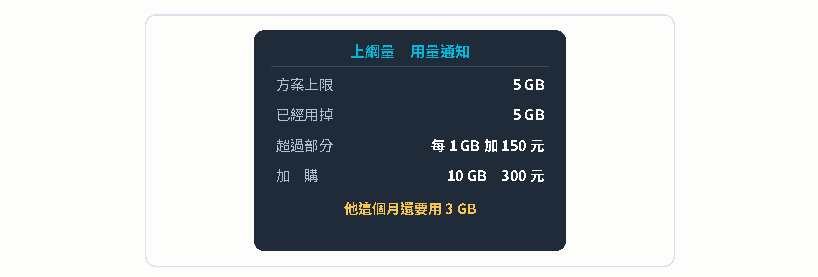 上網量　用量通知
方案上限 5 GB
已經用掉 5 GB
超過部分 每 1 GB 加 150 元
加　購 10 GB　300 元
他這個月還要用 3 GB